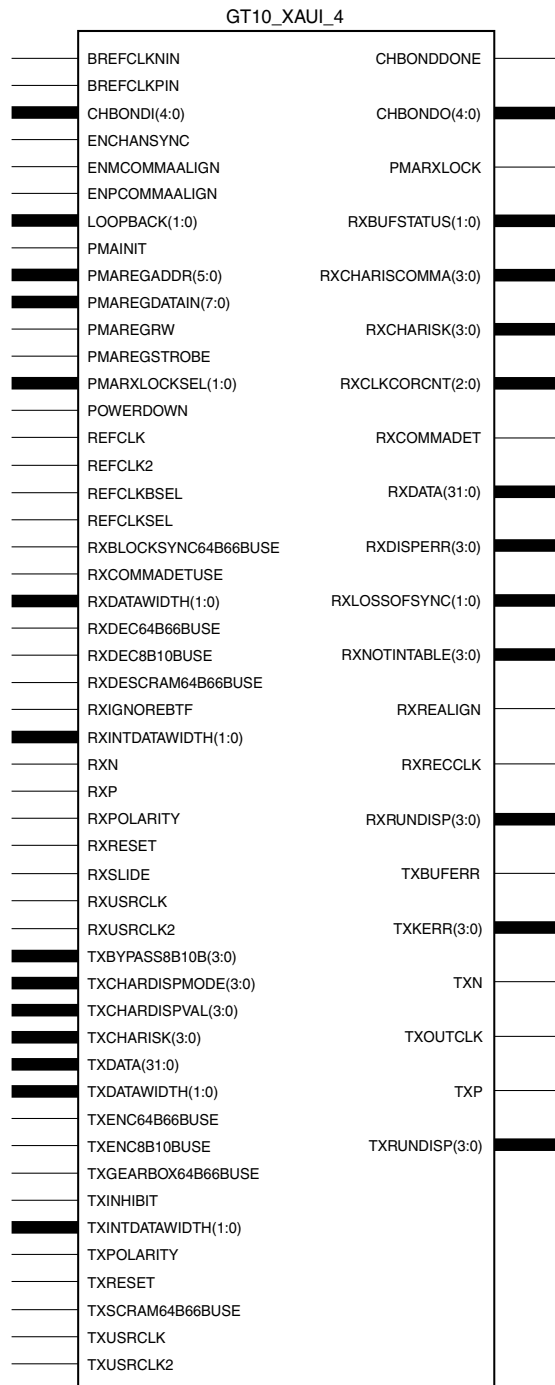 GT10_XAUI_4
BREFCLKNIN
BREFCLKPIN
CHBONDI(4:0)
ENCHANSYNC
ENMCOMMAALIGN
ENPCOMMAALIGN
LOOPBACK(1:0)
PMAINIT
PMAREGADDR(5:0)
PMAREGDATAIN(7:0)
PMAREGRW
PMAREGSTROBE
PMARXLOCKSEL(1:0)
POWERDOWN
REFCLK
REFCLK2
REFCLKBSEL
REFCLKSEL
RXBLOCKSYNC64B66BUSE
RXCOMMADETUSE
RXDATAWIDTH(1:0)
RXDEC64B66BUSE
RXDEC8B10BUSE
RXDESCRAM64B66BUSE
RXIGNOREBTF
RXINTDATAWIDTH(1:0)
RXN
RXP
RXPOLARITY
RXRESET
RXSLIDE
RXUSRCLK
RXUSRCLK2
TXBYPASS8B10B(3:0)
TXCHARDISPMODE(3:0)
TXCHARDISPVAL(3:0)
TXCHARISK(3:0)
TXDATA(31:0)
TXDATAWIDTH(1:0)
TXENC64B66BUSE
TXENC8B10BUSE
TXGEARBOX64B66BUSE
TXINHIBIT
TXINTDATAWIDTH(1:0)
TXPOLARITY
TXRESET
TXSCRAM64B66BUSE
TXUSRCLK
TXUSRCLK2
CHBONDDONE
CHBONDO(4:0)
PMARXLOCK
RXBUFSTATUS(1:0)
RXCHARISCOMMA(3:0)
RXCHARISK(3:0)
RXCLKCORCNT(2:0)
RXCOMMADET
RXDATA(31:0)
RXDISPERR(3:0)
RXLOSSOFSYNC(1:0)
RXNOTINTABLE(3:0)
RXREALIGN
RXRECCLK
RXRUNDISP(3:0)
TXBUFERR
TXKERR(3:0)
TXN
TXOUTCLK
TXP
TXRUNDISP(3:0)